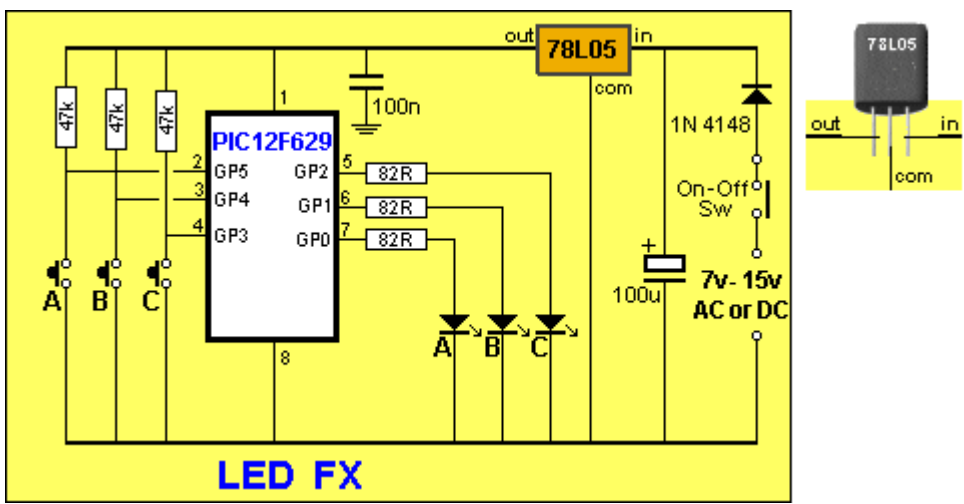 out
78L05
in
com
78L05
out
in
com
47k
47k
47k
100n
1
PIC12F629
1N 4148
2
GP5
GP2
5
82R
3
GP4
GP1
6
82R
4
GP3
GP0
7
82R
On-Off
Sw
+
100u
7v- 15v
AC or DC
A
B
C
A
B
C
8
LED FX